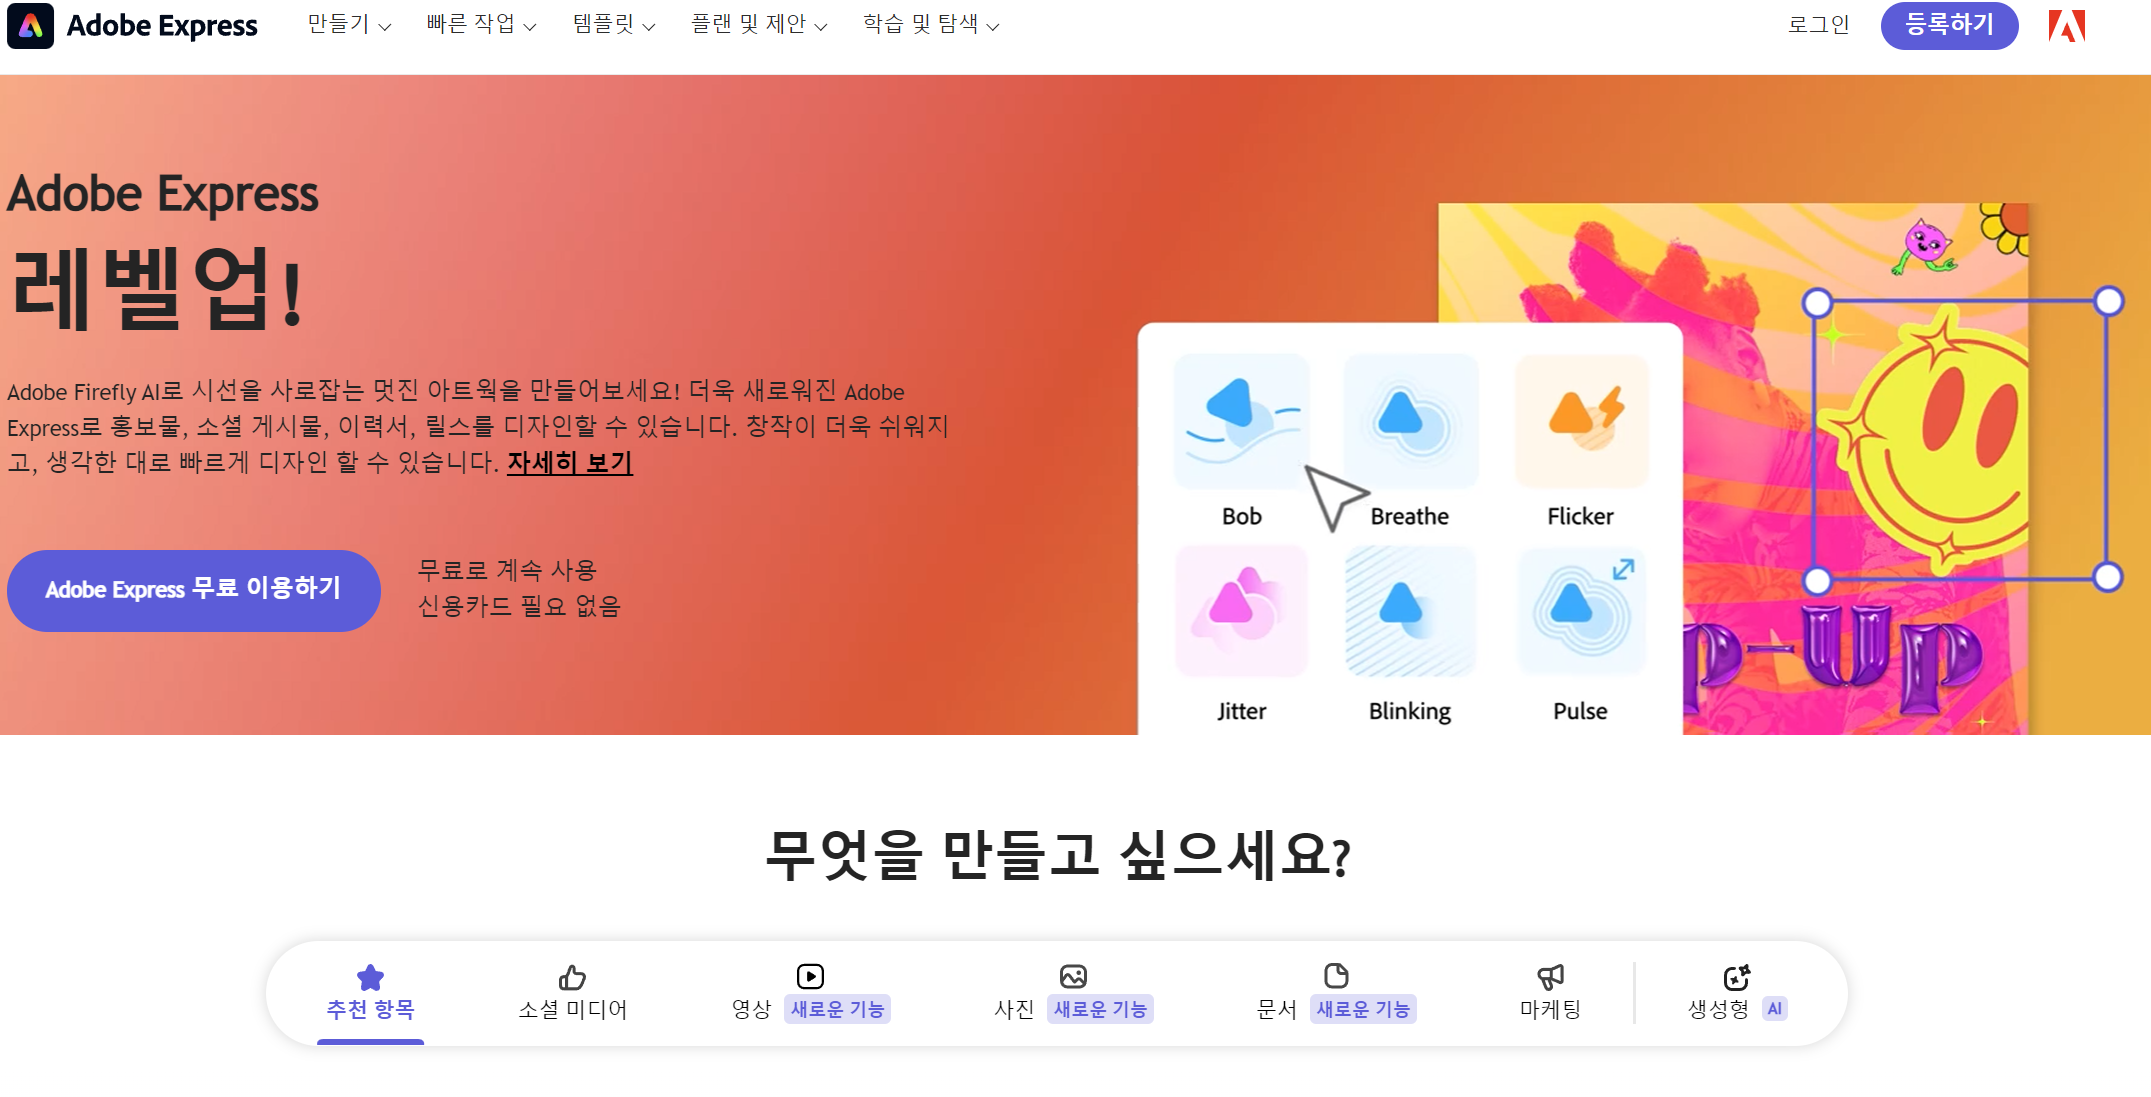 Adobe Express
만들기
빠른 작업
템플릿
플랜 및 제안
학습 및 탐색
로그인
등록하기
Adobe Express
레벨업!
Adobe Firefly AI로 시선을 사로잡는 멋진 아트웍을 만들어보세요! 더욱 새로워진 Adobe
Express로 홍보물, 소셜 게시물, 이력서, 릴스를 디자인할 수 있습니다. 창작이 더욱 쉬워지
고, 생각한 대로 빠르게 디자인 할 수 있습니다. 자세히 보기
Adobe Express 무료 이용하기
무료로 계속 사용
신용카드 필요 없음
Bob
Breathe
Flicker
Jitter
Blinking
Pulse
p-up
무엇을 만들고 싶으세요?
추천 항목
소셜 미디어
영상 새로운 기능
사진 새로운 기능
문서 새로운 기능
마케팅
생성형 AI